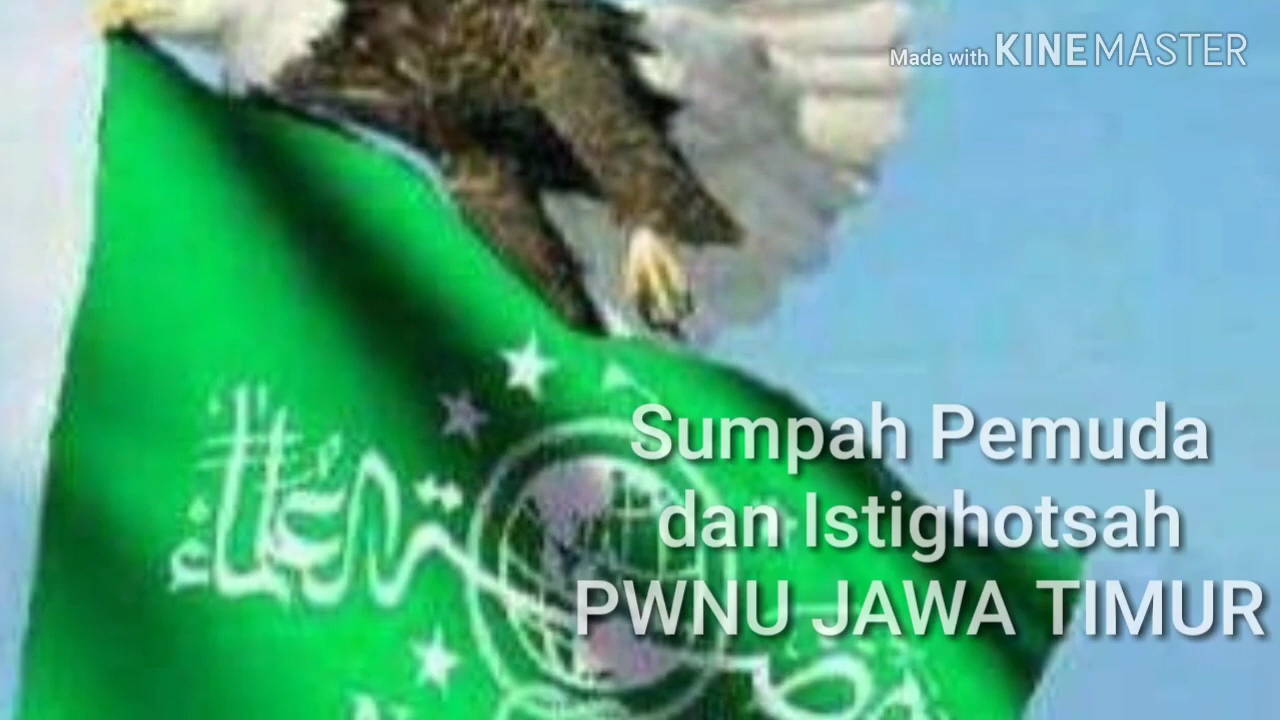 Made with KINEMASTER
Sumpah Pemuda
dan Istighotsah
PWNU JAWA TIMUR